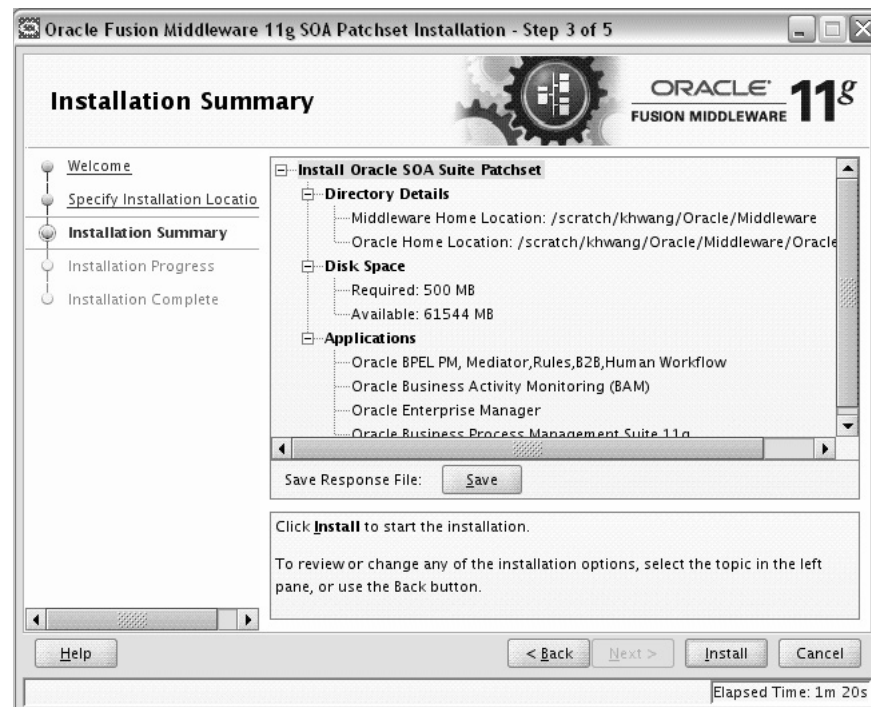 Oracle Fusion Middleware 11g SOA Patchset Installation - Step 3 of 5
Installation Summary
ORACLE
FUSION MIDDLEWARE
11g
Welcome
Specify Installation Locatio
Installation Summary
Installation Progress
Installation Complete
Install Oracle SOA Suite Patchset
Directory Details
Middleware Home Location: /scratch/khwang/Oracle/Middleware
Oracle Home Location: /scratch/khwang/Oracle/Middleware/Oracle
Disk Space
Required: 500 MB
Available: 61544 MB
Applications
Oracle BPEL PM, Mediator,Rules,B2B,Human Workflow
Oracle Business Activity Monitoring (BAM)
Oracle Enterprise Manager
Oracle Business Process Management Suite 11g
Save Response File:
Save
Click Install to start the installation.
To review or change any of the installation options, select the topic in the left
pane, or use the Back button.
Help
< Back
Next >
Install
Cancel
Elapsed Time: 1m 20s